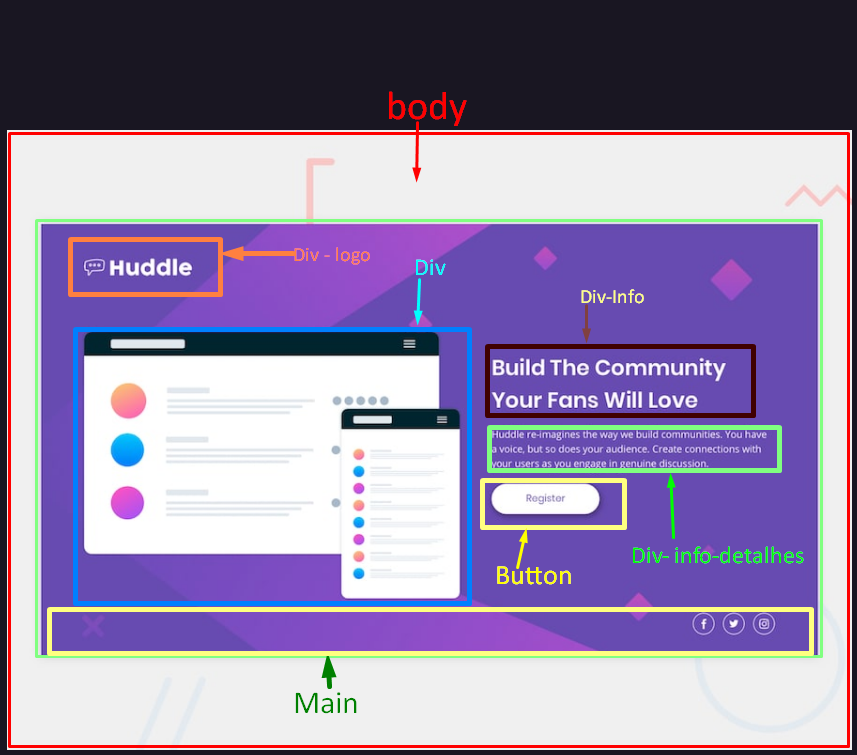 body
Huddle
Div - logo
Div
Div-Info
Build The Community
Your Fans Will Love
Huddle re-imagines the way we build communities. You have
a voice, but so does your audience. Create connections with
your users as you engage in genuine discussion.
Register
Button
Div- info-detalhes
Main